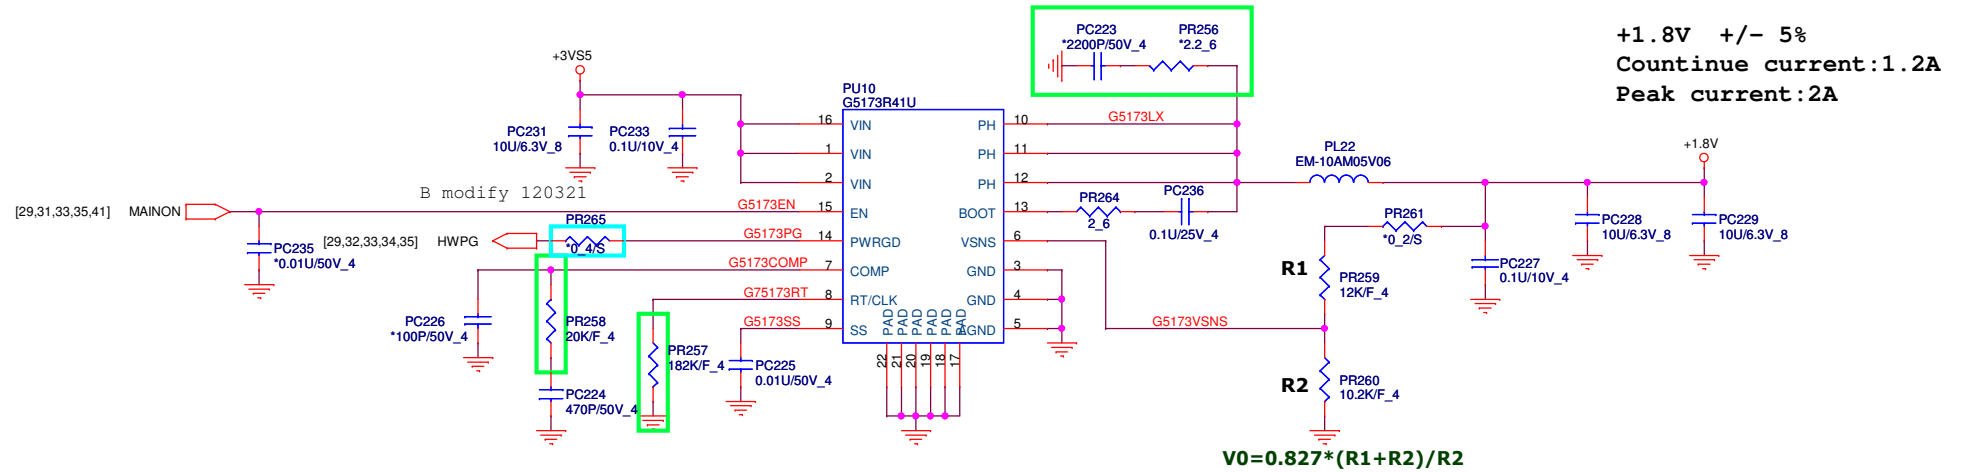 PC223
*2200P/50V_4
PR256
*2.2_6
+1.8V +/- 5%
Countinue current:1.2A
Peak current:2A
+3VS5
PU10
G5173R41U
PC231
10U/6.3V_8
PC233
0.1U/10V_4
16 VIN
1 VIN
2 VIN
15 EN
14 PWRGD
7 COMP
8 RT/CLK
9 SS
PH 10
PH 11
PH 12
BOOT 13
VSNS 6
GND 3
GND 4
AGND 5
PAD PAD PAD PAD PAD PAD
22 21 20 19 18 17
G5173LX
PL22
EM-10AM05V06
+1.8V
B modify 120321
[29,31,33,35,41] MAINON
G5173EN
PR265
*0_4/S
[29,32,33,34,35] HWPG
G5173PG
PC235
*0.01U/50V_4
G5173COMP
G75173RT
G5173SS
PC226
*100P/50V_4
PR258
20K/F_4
PC224
470P/50V_4
PR257
182K/F_4
PC225
0.01U/50V_4
PR264
2_6
PC236
0.1U/25V_4
PR261
*0_2/S
PC228
10U/6.3V_8
PC229
10U/6.3V_8
PC227
0.1U/10V_4
R1
PR259
12K/F_4
G5173VSNS
R2
PR260
10.2K/F_4
V0=0.827*(R1+R2)/R2